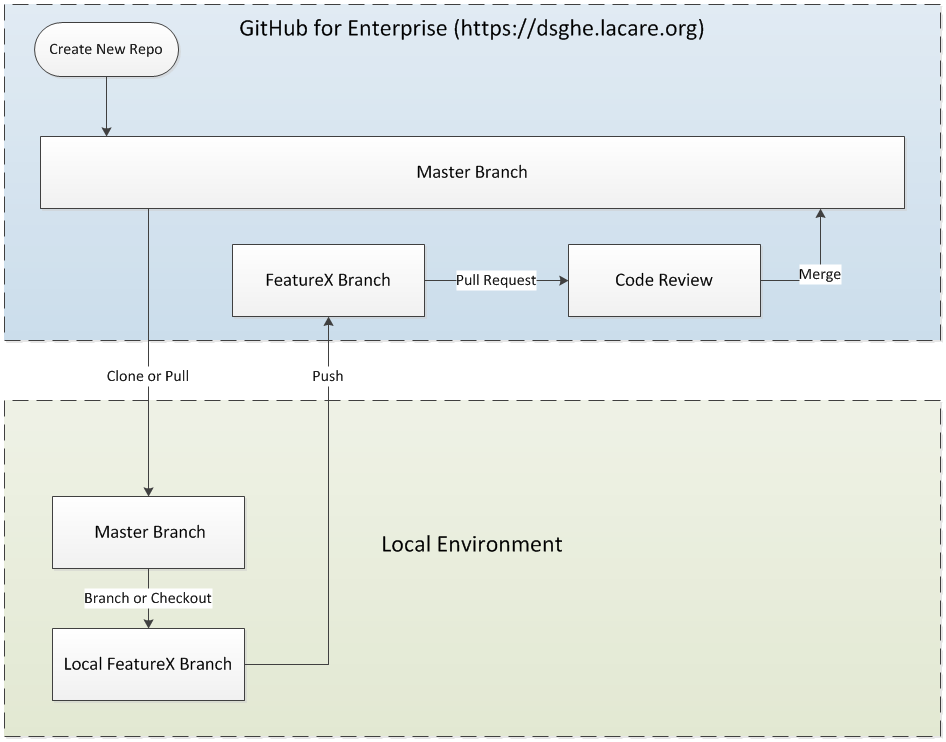 GitHub for Enterprise (https://dsghe.lacare.org)
Create New Repo
Master Branch
FeatureX Branch
Pull Request
Code Review
Merge
Clone or Pull
Push
Master Branch
Local Environment
Branch or Checkout
Local FeatureX Branch